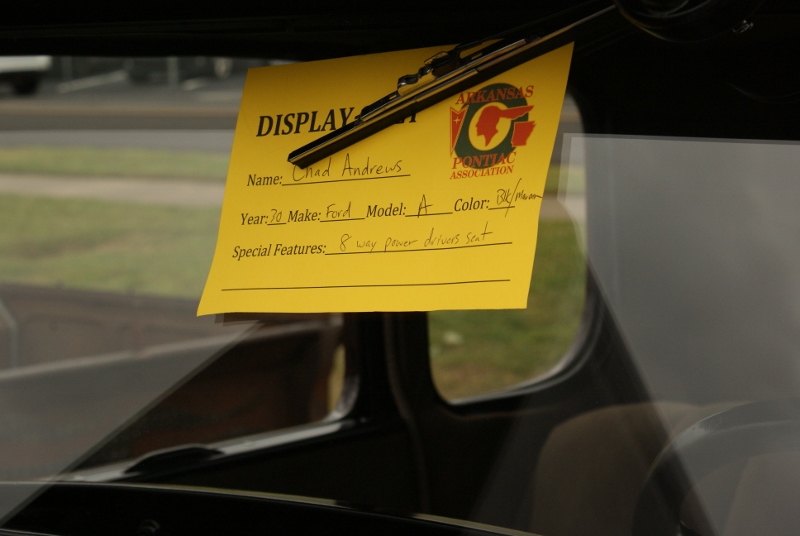 DISPLAY
ARKANSAS
PONTIAC
ASSOCIATION
Name: Chad Andrews
Year: 30 Make: Ford Model: A Color: Blk/Maroon
Special Features: 8 way power drivers seat